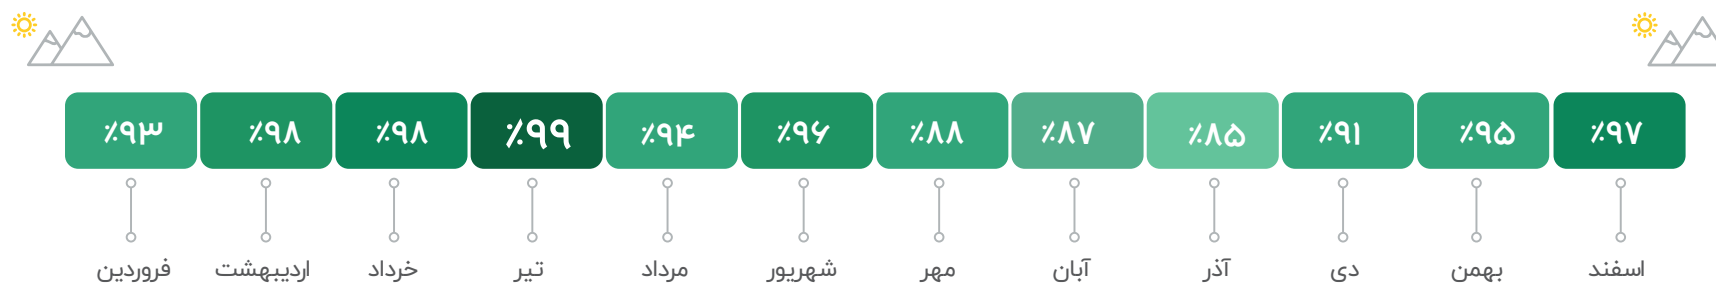 ٪۹۳ ٪۹۸ ٪۹۸ ٪۹۹ ٪۹۴ ٪۹۶ ٪۸۸ ٪۸۷ ٪۸۵ ٪۹۱ ٪۹۵ ٪۹۷
فروردین اردیبهشت خرداد تیر مرداد شهریور مهر آبان آذر دی بهمن اسفند